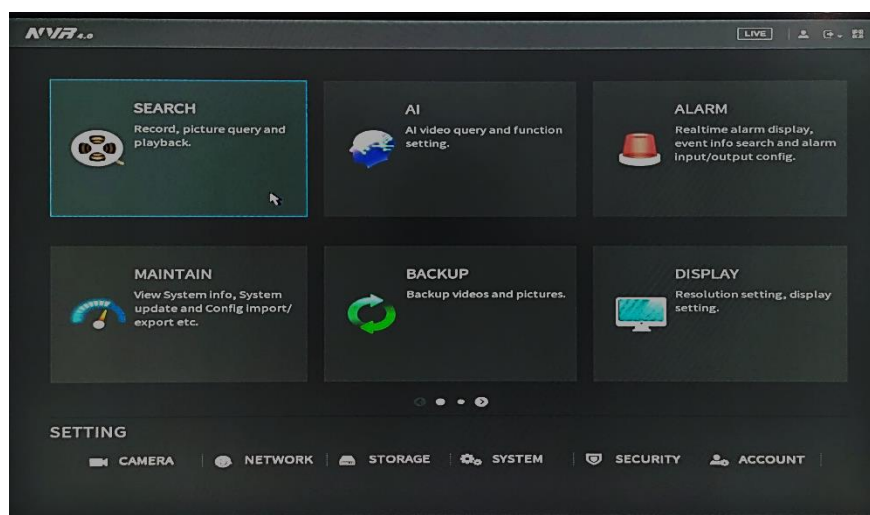 NVR 4.0
LIVE
SEARCH
Record, picture query and
playback.
AI
AI video query and function
setting.
ALARM
Realtime alarm display,
event info search and alarm
input/output config.
MAINTAIN
View System info, System
update and Config import/
export etc.
BACKUP
Backup videos and pictures.
DISPLAY
Resolution setting, display
setting.
SETTING
CAMERA
NETWORK
STORAGE
SYSTEM
SECURITY
ACCOUNT